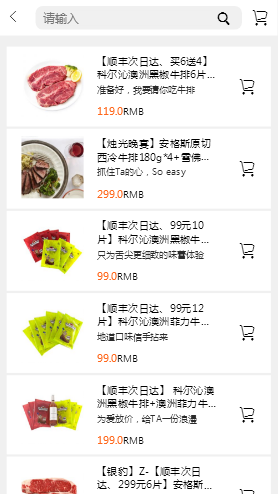 请输入
【顺丰次日达、买6送4】
科尔沁澳洲黑椒牛排6片...
准备好，我要请你吃牛排
119.0RMB
【烛光晚宴】安格斯原切
西冷牛排180g*4+雪佛...
抓住Ta的心，So easy
299.0RMB
【顺丰次日达、99元10
片】科尔沁澳洲黑椒牛...
只为舌尖更细致的味蕾体验
99.0RMB
【顺丰次日达、99元12
片】科尔沁澳洲菲力牛...
地道口味信手拈来
99.0RMB
【顺丰次日达】 科尔沁澳
洲黑椒牛排+澳洲菲力牛...
为爱放价，给TA一份浪漫
199.0RMB
【银豹】Z-【顺丰次日
达、299元6片】安格斯...